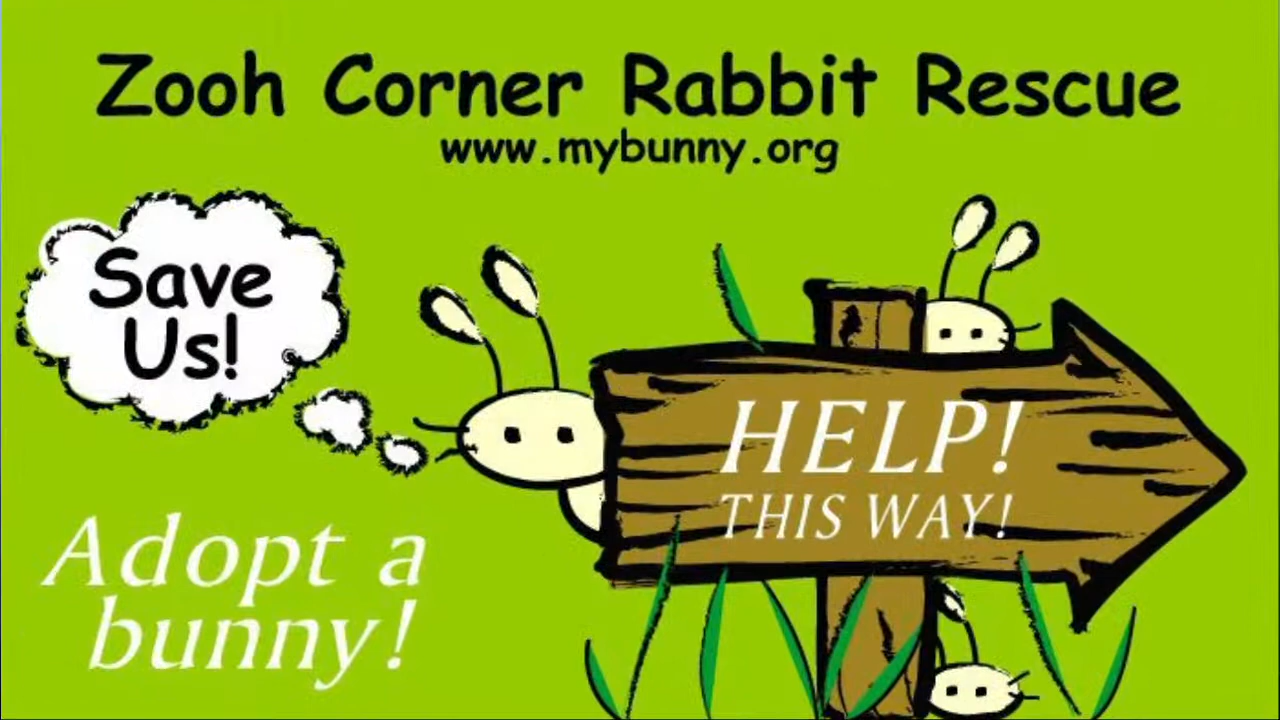 Zooh Corner Rabbit Rescue
www.mybunny.org
Save
Us!
HELP!
THIS WAY!
Adopt a
bunny!